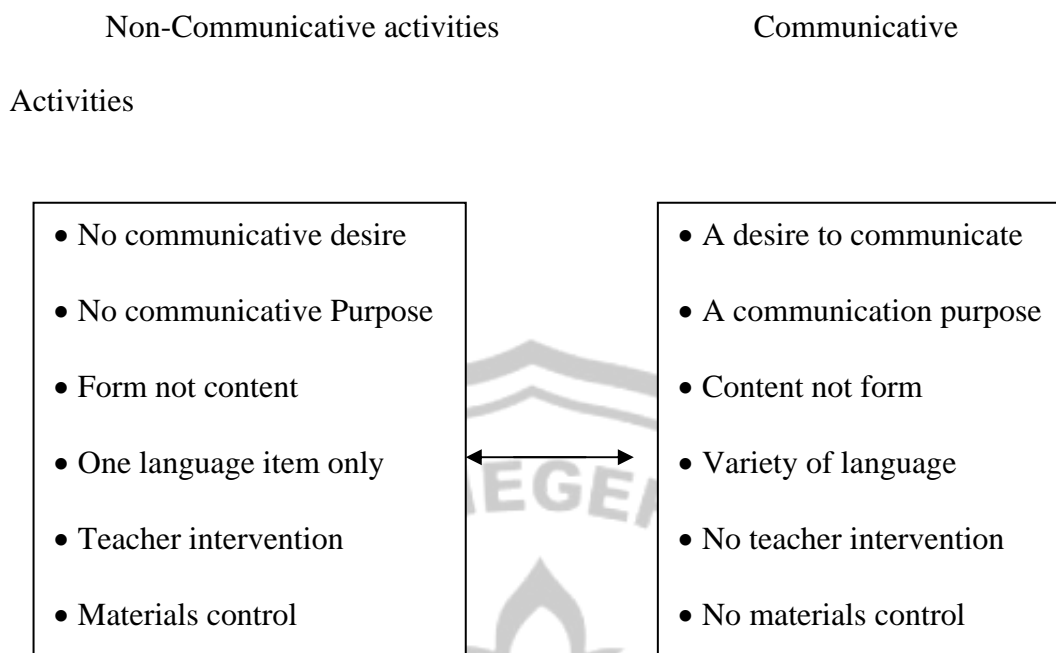 Non-Communicative activities Communicative
Activities
• No communicative desire
• No communicative Purpose
• Form not content
• One language item only
• Teacher intervention
• Materials control
• A desire to communicate
• A communication purpose
• Content not form
• Variety of language
• No teacher intervention
• No materials control